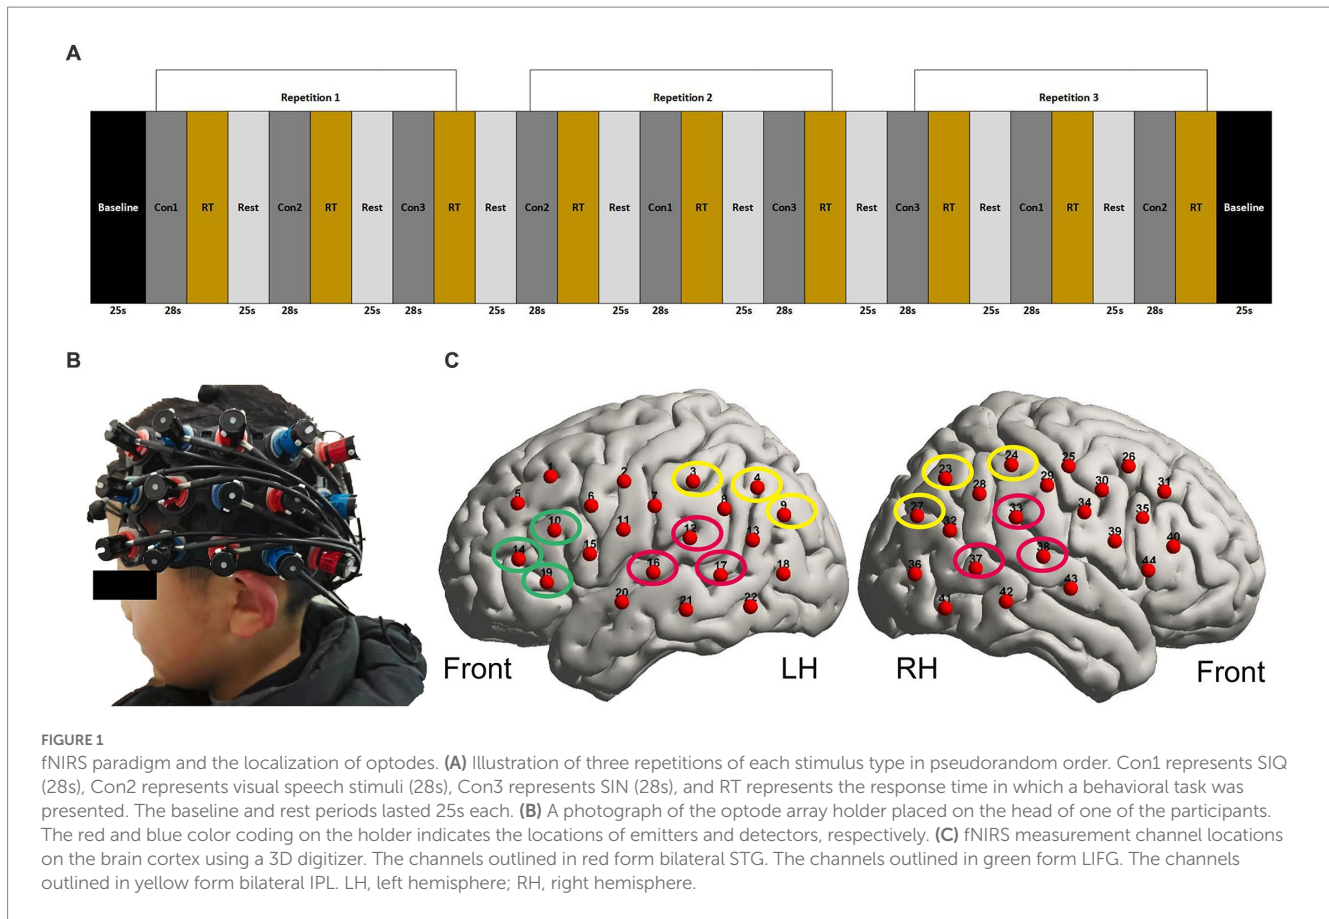 A
Repetition 1 Repetition 2 Repetition 3
Baseline Con1 RT Rest Con2 RT Rest Con3 RT Rest Con2 RT Rest Con1 RT Rest Con3 RT Rest Con3 RT Rest Con1 RT Rest Con2 RT Baseline
25s 28s 25s 28s 25s 28s 25s 28s 25s 28s 25s 28s 25s 28s 25s 28s 25s 28s 25s
B
C
1 2 3 4
5 6 7 8 9
10 11 12 13
14 15 16 17 18
19 20 21 22
Front LH
23 24 25 26
27 28 29 30 31
32 33 34 35
36 37 38 39 40
41 42 43 44
RH Front
FIGURE 1
fNIRS paradigm and the localization of optodes. (A) Illustration of three repetitions of each stimulus type in pseudorandom order. Con1 represents SIQ
(28s), Con2 represents visual speech stimuli (28s), Con3 represents SIN (28s), and RT represents the response time in which a behavioral task was
presented. The baseline and rest periods lasted 25s each. (B) A photograph of the optode array holder placed on the head of one of the participants.
The red and blue color coding on the holder indicates the locations of emitters and detectors, respectively. (C) fNIRS measurement channel locations
on the brain cortex using a 3D digitizer. The channels outlined in red form bilateral STG. The channels outlined in green form LIFG. The channels
outlined in yellow form bilateral IPL. LH, left hemisphere; RH, right hemisphere.